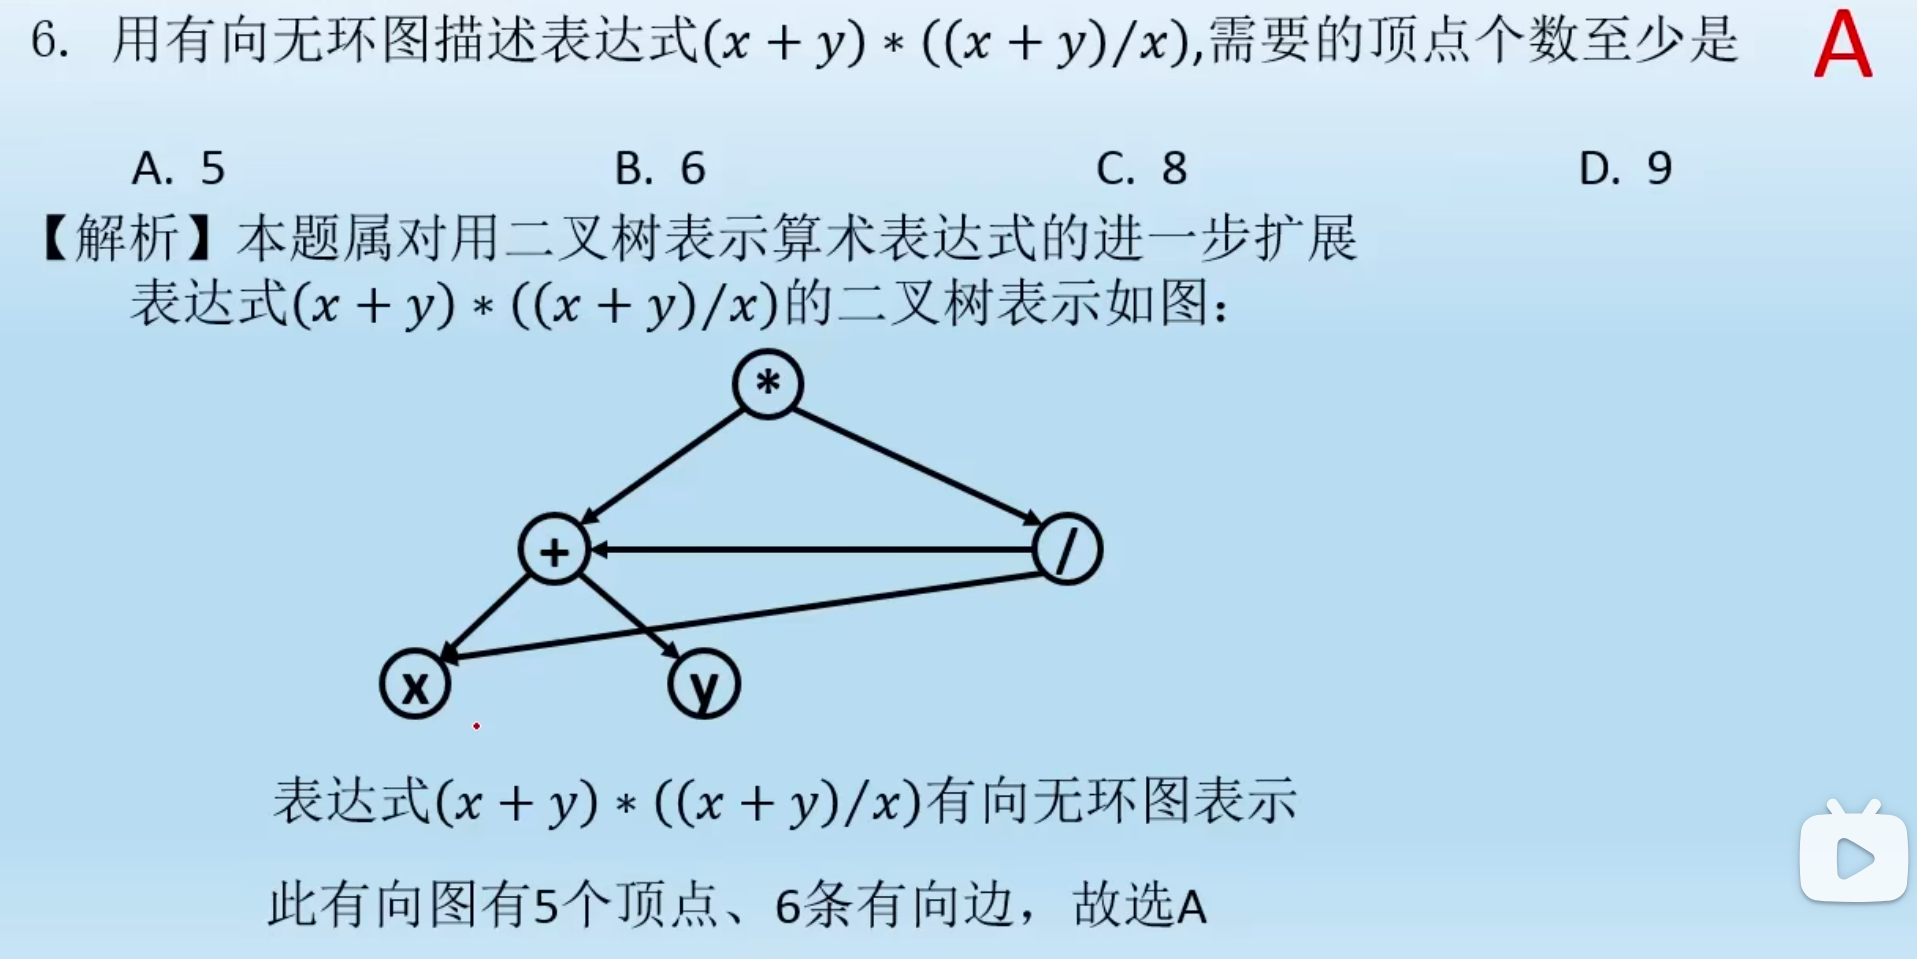 6. 用有向无环图描述表达式(x + y) ∗ ((x + y)/x),需要的顶点个数至少是 A
A. 5 B. 6 C. 8 D. 9
【解析】本题属对用二叉树表示算术表达式的进一步扩展
表达式(x + y) ∗ ((x + y)/x)的二叉树表示如图：
*
+ /
x y
表达式(x + y) ∗ ((x + y)/x)有向无环图表示
此有向图有5个顶点、6条有向边，故选A